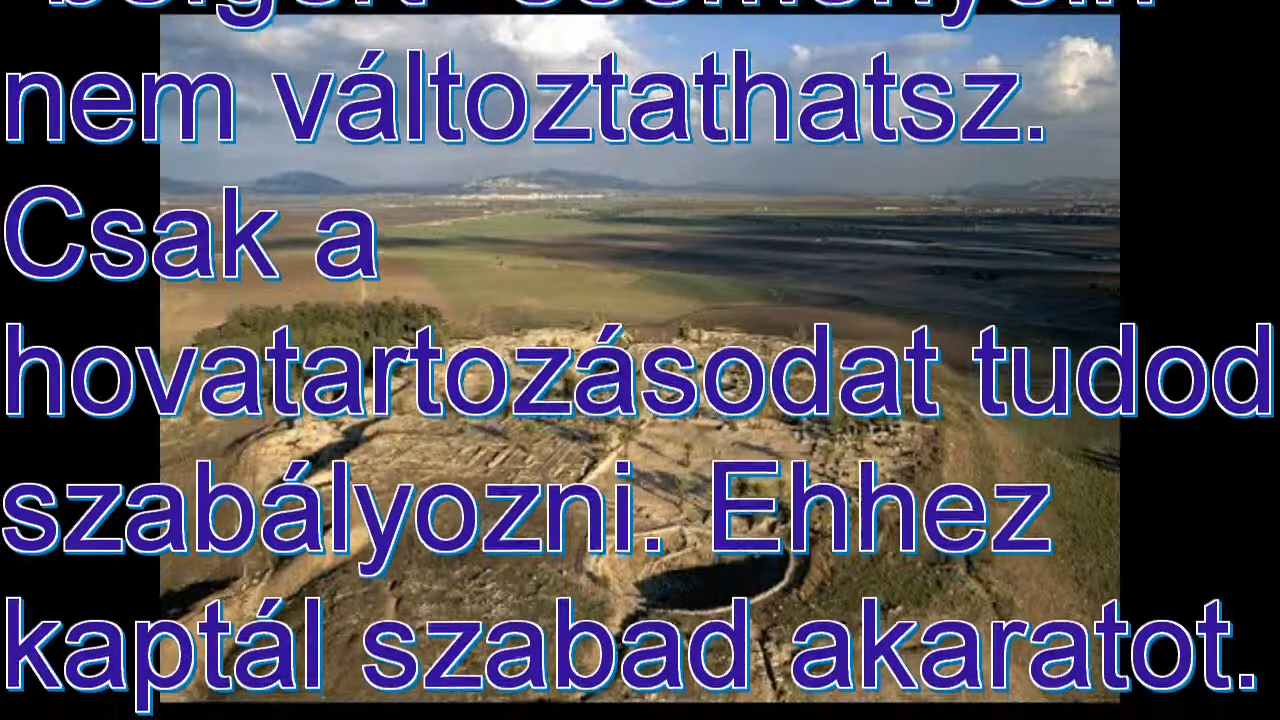 nem változtathatsz.
Csak a
hovatartozásodat tudod
szabályozni. Ehhez
kaptál szabad akaratot.